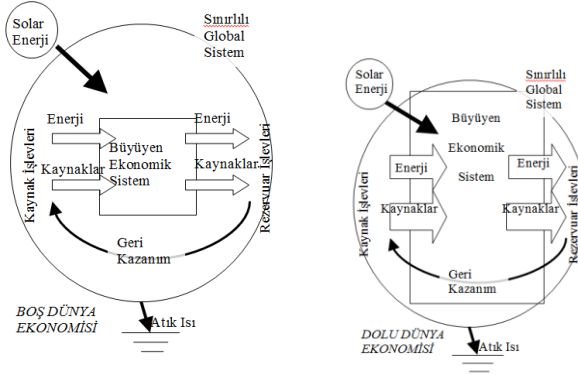 Solar
Enerji
Sınırlılı
Global
Sistem
Enerji
Enerji
Kaynak İşlevleri
Büyüyen
Ekonomik
Sistem
Kaynaklar
Kaynaklar
Rezervuar İşlevleri
Geri
Kazanım
BOŞ DÜNYA
EKONOMİSİ
Atık Isı
Solar
Enerji
Sınırlılı
Global
Sistem
Büyüyen
Ekonomik
Sistem
Enerji
Enerji
Kaynak İşlevleri
Kaynaklar
Kaynaklar
Rezervuar İşlevleri
Geri
Kazanım
DOLU DÜNYA
EKONOMİSİ
Atık Isı